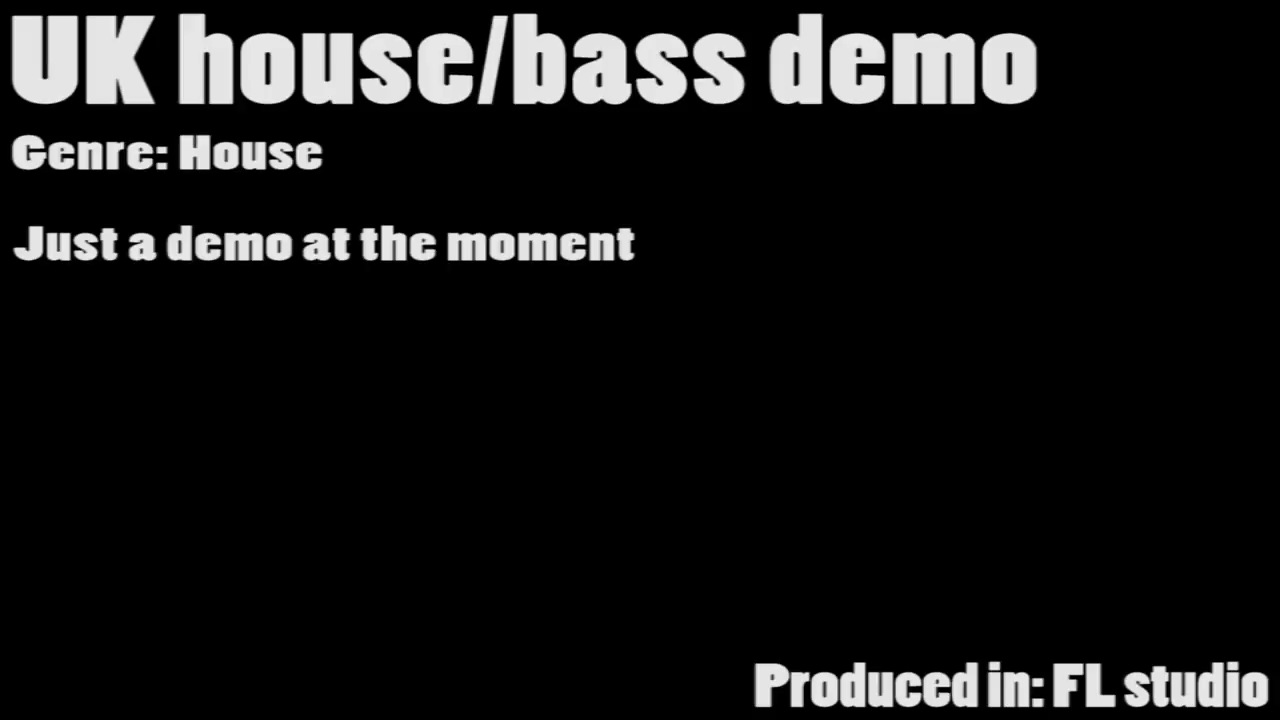 UK house/bass demo
Genre: House
Just a demo at the moment
Produced in: FL studio